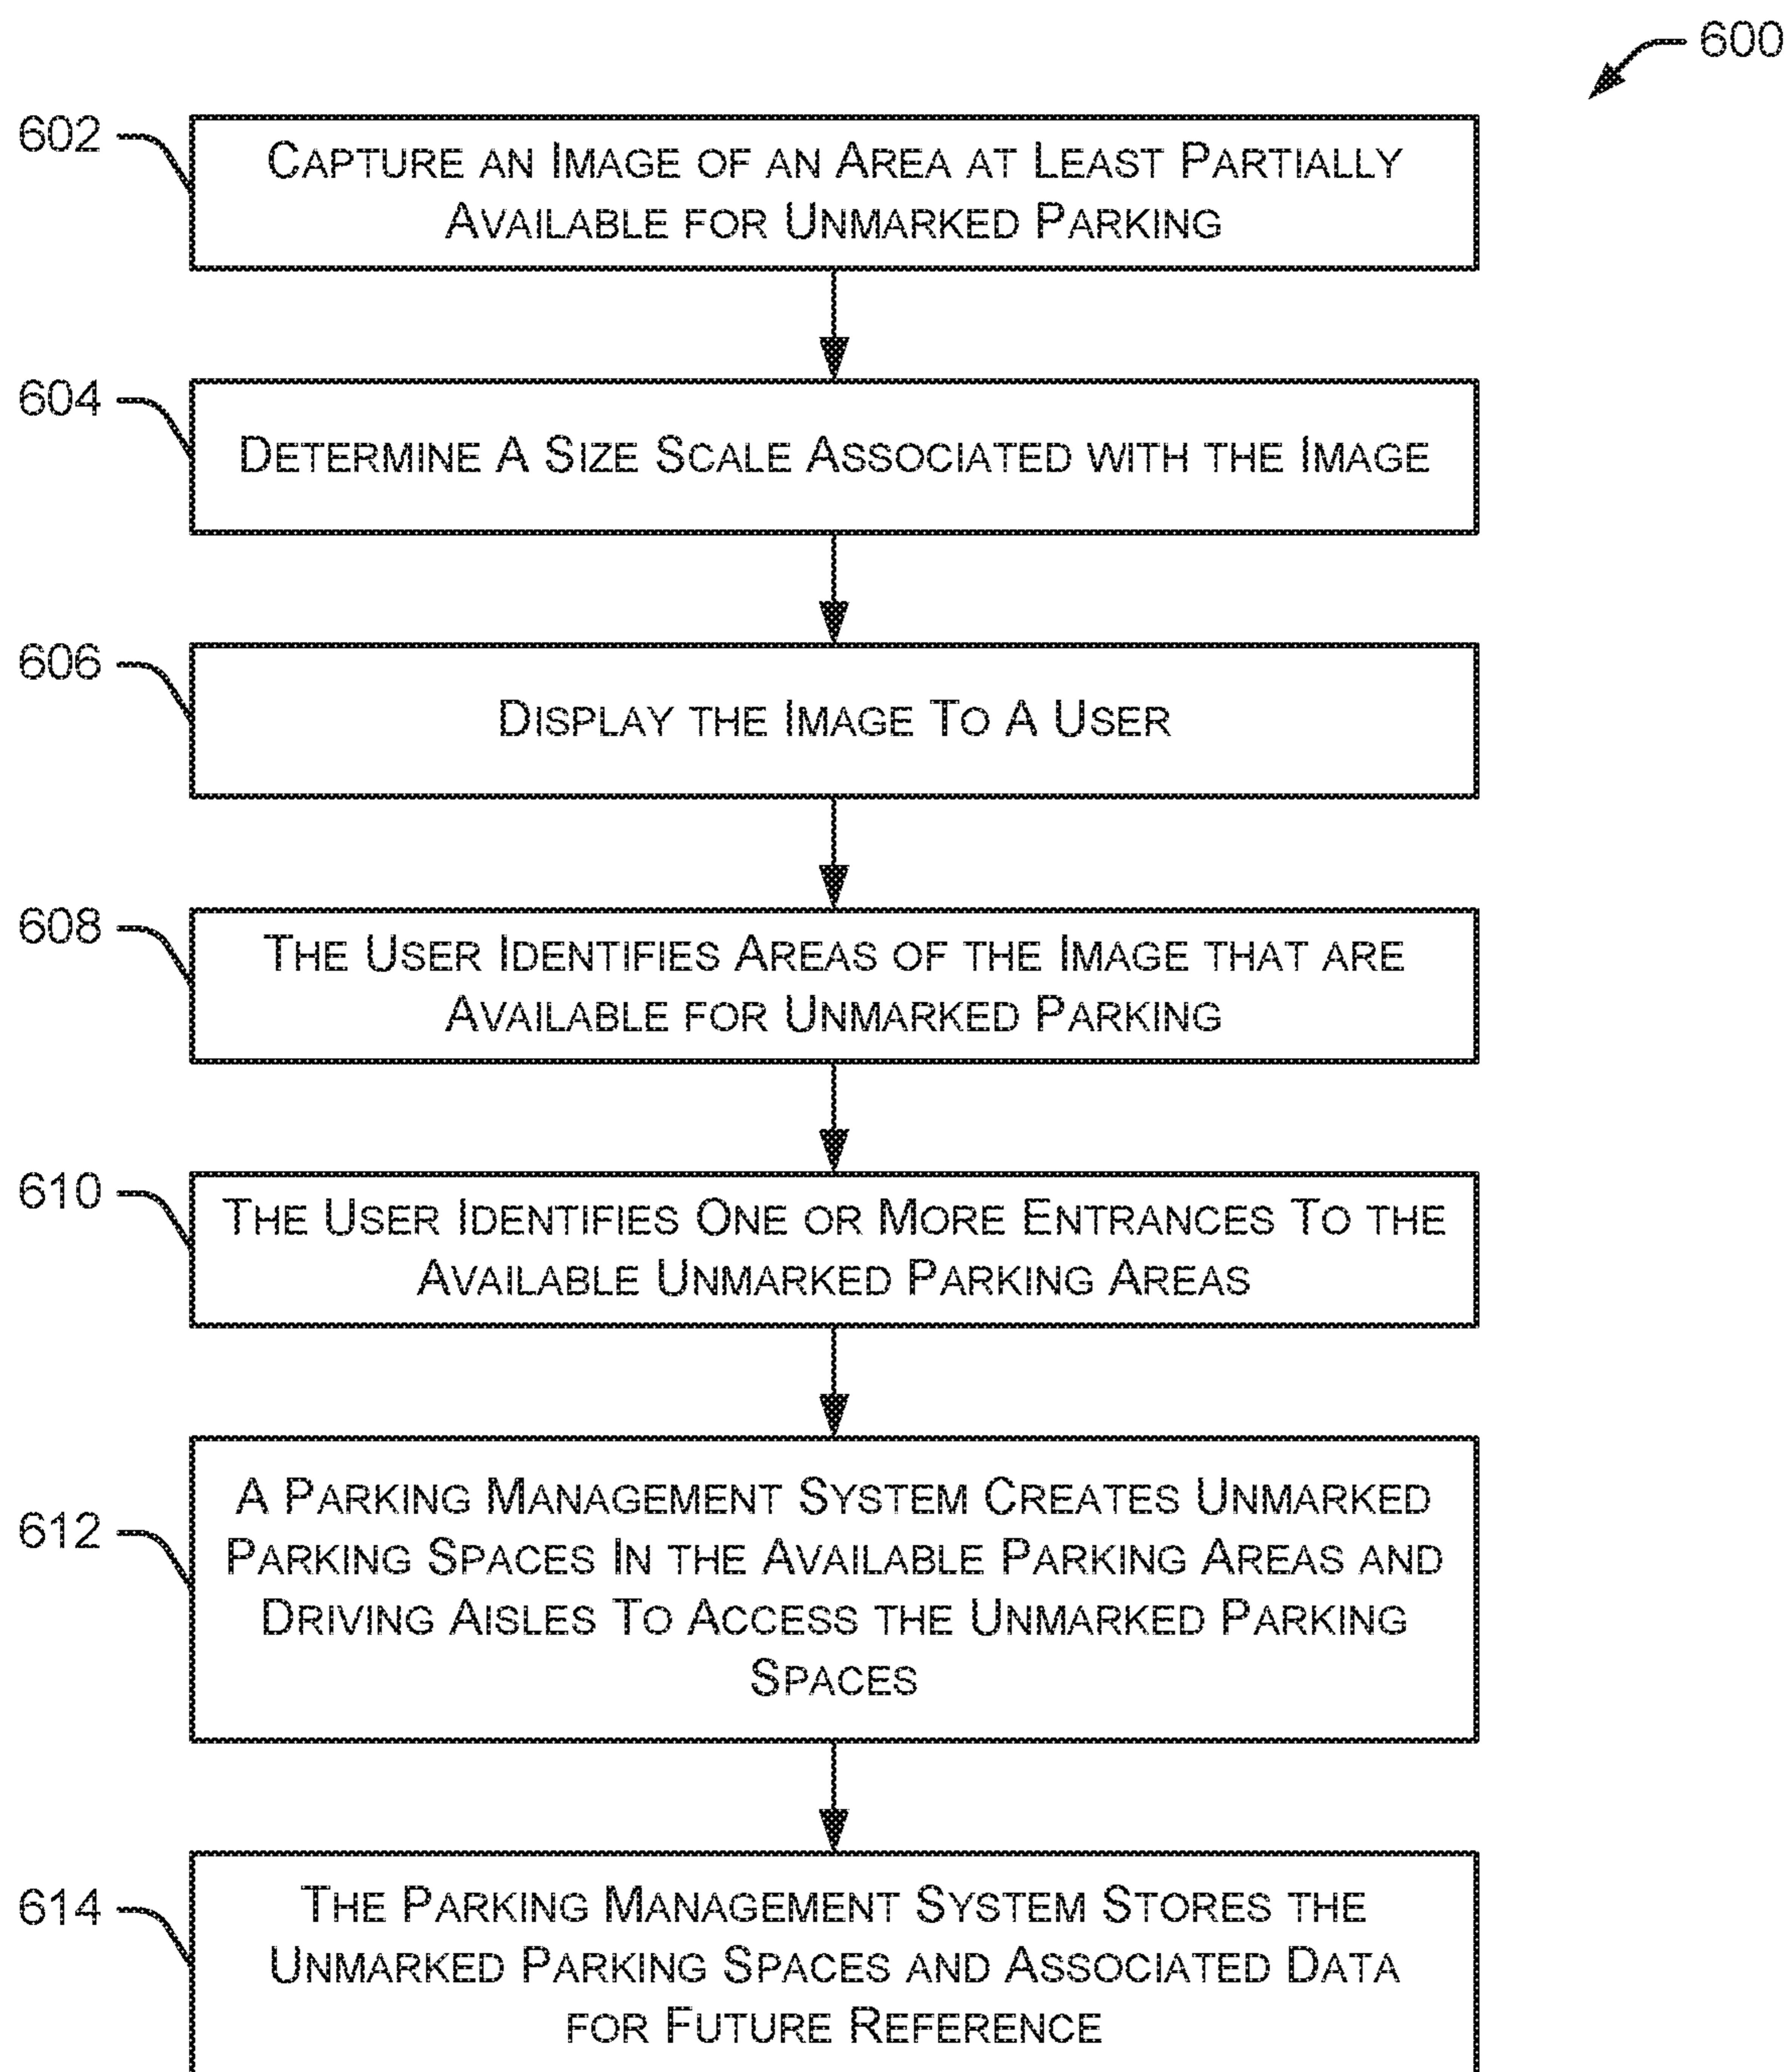 600
602
CAPTURE AN IMAGE OF AN AREA AT LEAST PARTIALLY
AVAILABLE FOR UNMARKED PARKING
604
DETERMINE A SIZE SCALE ASSOCIATED WITH THE IMAGE
606
DISPLAY THE IMAGE TO A USER
608
THE USER IDENTIFIES AREAS OF THE IMAGE THAT ARE
AVAILABLE FOR UNMARKED PARKING
610
THE USER IDENTIFIES ONE OR MORE ENTRANCES TO THE
AVAILABLE UNMARKED PARKING AREAS
612
A PARKING MANAGEMENT SYSTEM CREATES UNMARKED
PARKING SPACES IN THE AVAILABLE PARKING AREAS AND
DRIVING AISLES TO ACCESS THE UNMARKED PARKING
SPACES
614
THE PARKING MANAGEMENT SYSTEM STORES THE
UNMARKED PARKING SPACES AND ASSOCIATED DATA
FOR FUTURE REFERENCE